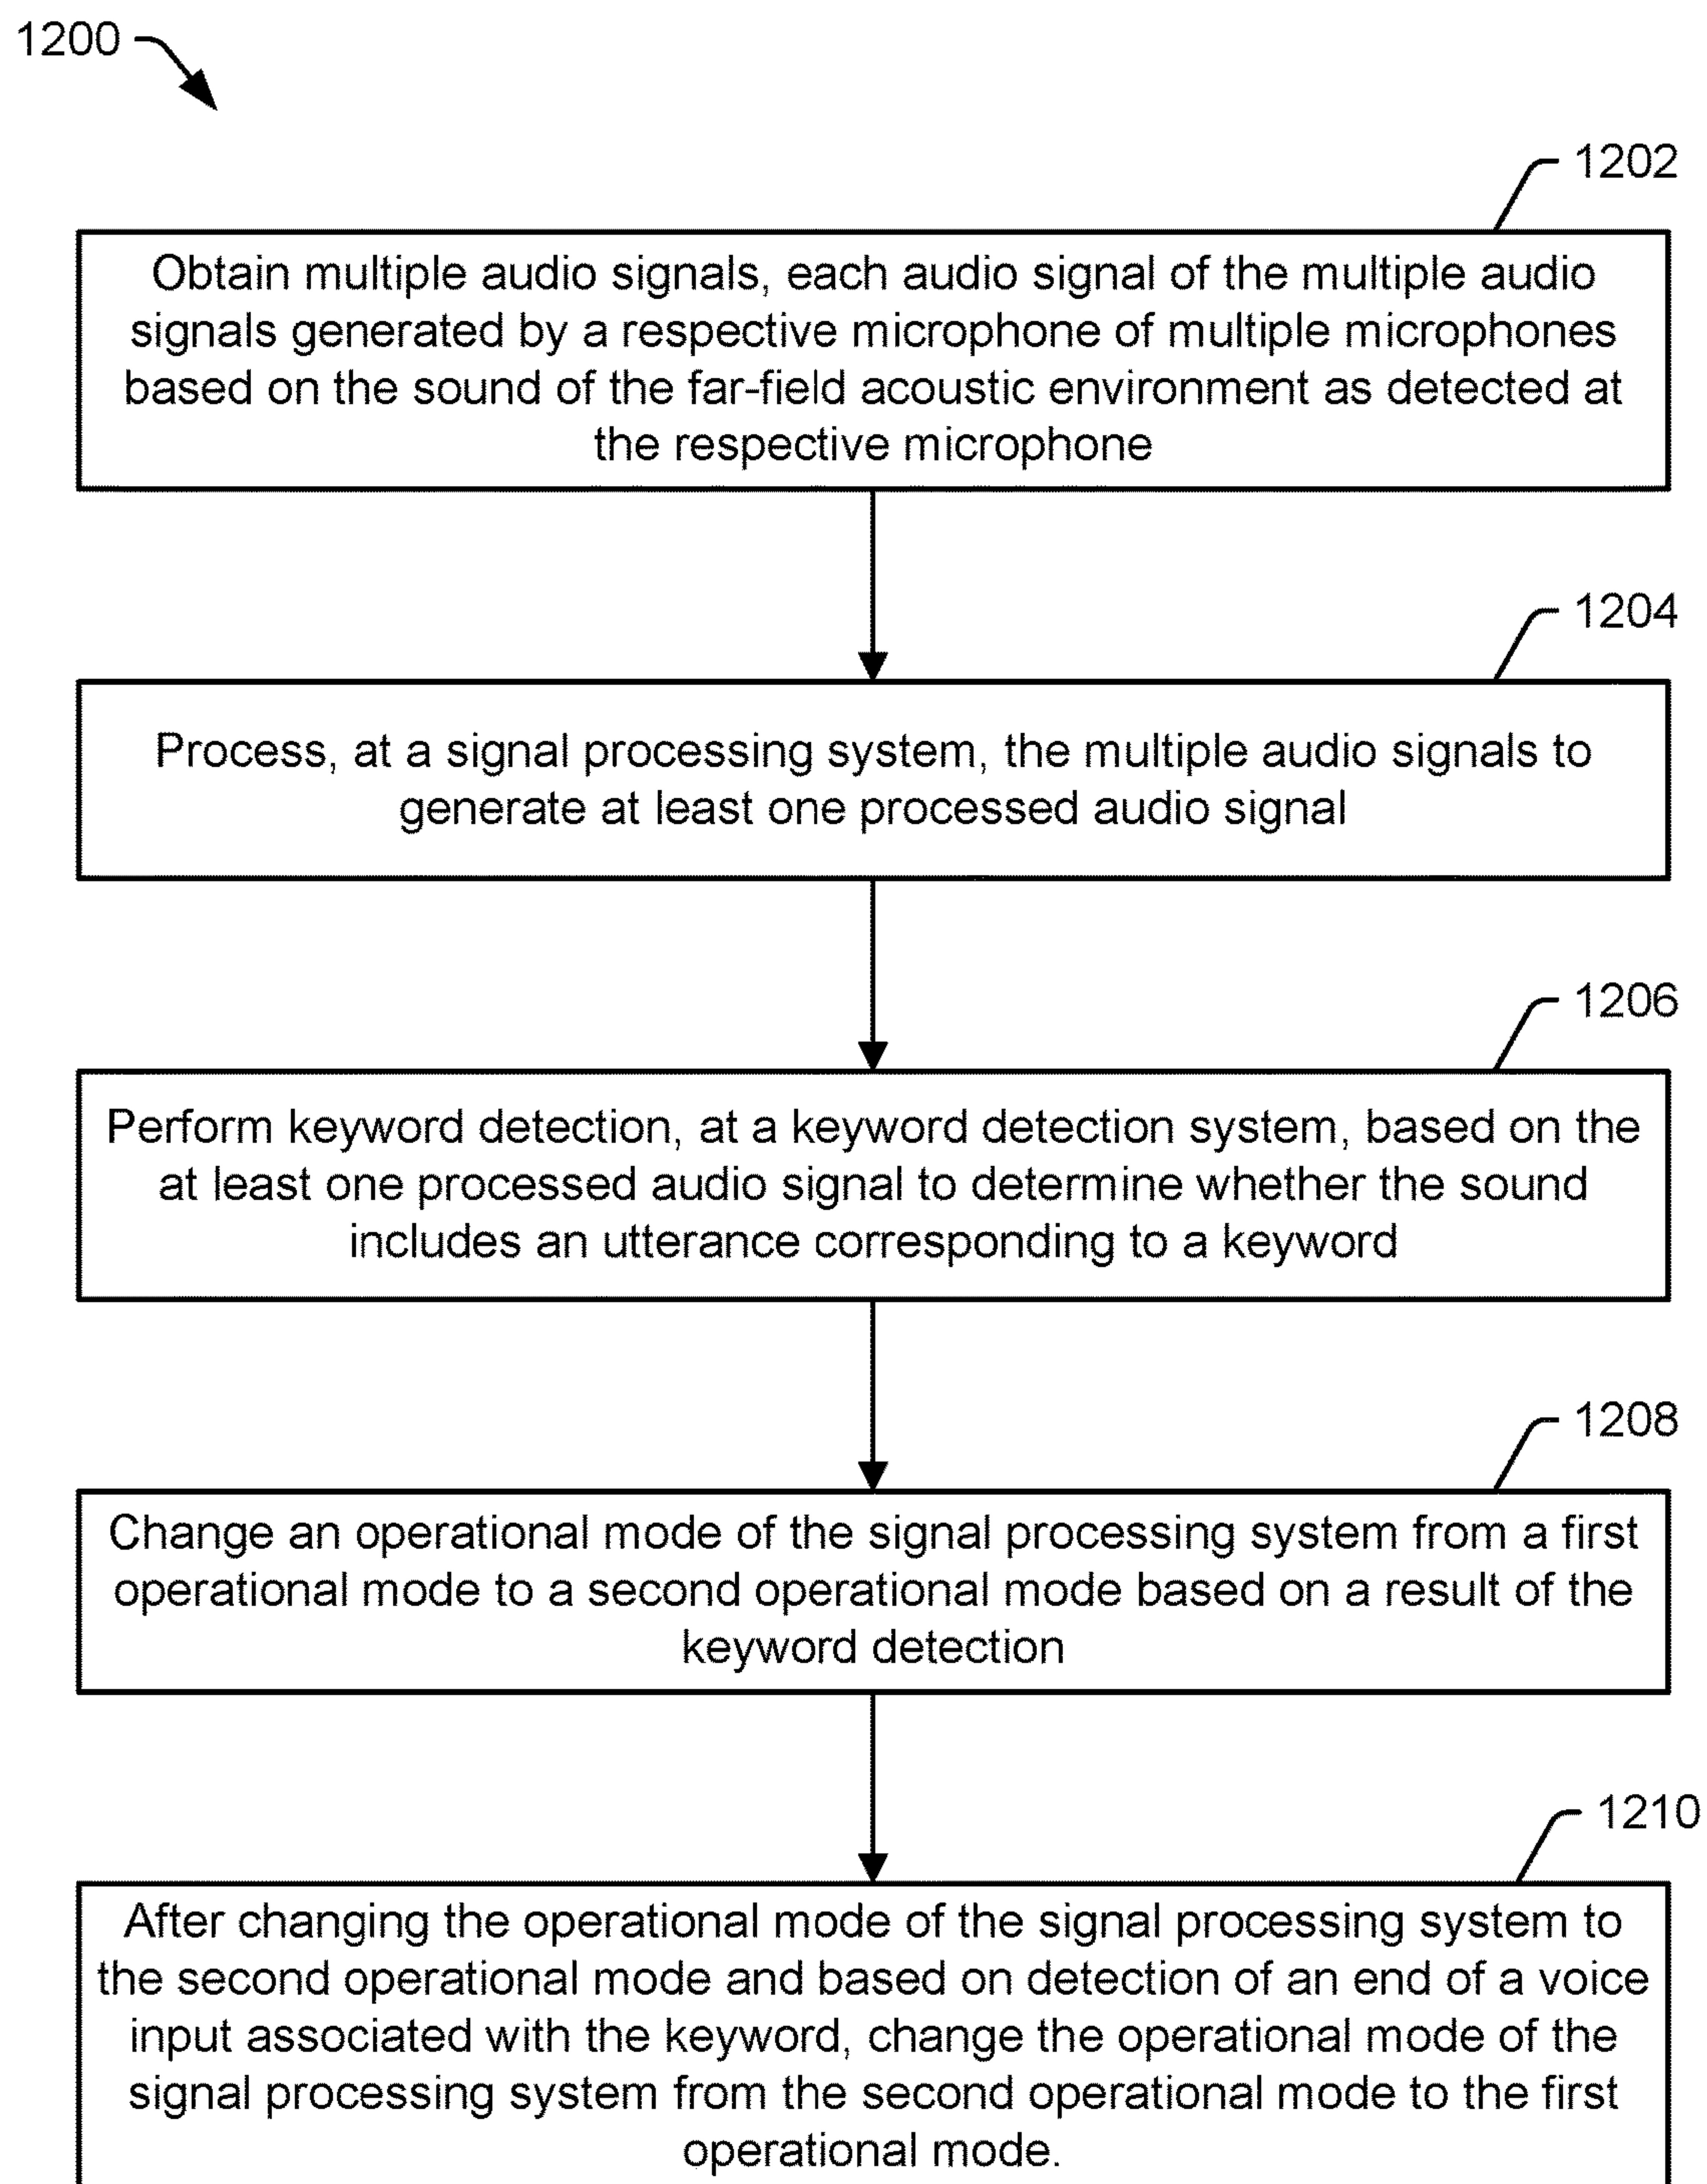 1200
1202
Obtain multiple audio signals, each audio signal of the multiple audio
signals generated by a respective microphone of multiple microphones
based on the sound of the far-field acoustic environment as detected at
the respective microphone
1204
Process, at a signal processing system, the multiple audio signals to
generate at least one processed audio signal
1206
Perform keyword detection, at a keyword detection system, based on the
at least one processed audio signal to determine whether the sound
includes an utterance corresponding to a keyword
1208
Change an operational mode of the signal processing system from a first
operational mode to a second operational mode based on a result of the
keyword detection
1210
After changing the operational mode of the signal processing system to
the second operational mode and based on detection of an end of a voice
input associated with the keyword, change the operational mode of the
signal processing system from the second operational mode to the first
operational mode.